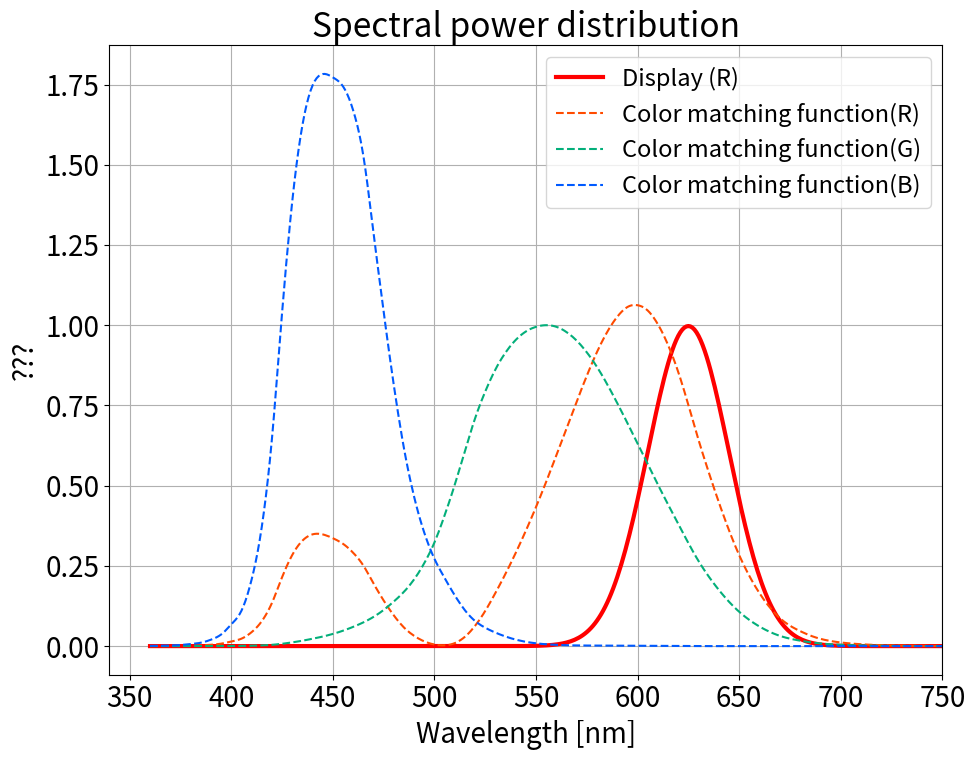 Spectral power distribution
Display (R)
Color matching function(R)
Color matching function(G)
Color matching function(B)
1.75
1.50
1.25
1.00
0.75
0.50
0.25
0.00
???
350 400 450 500 550 600 650 700 750
Wavelength [nm]